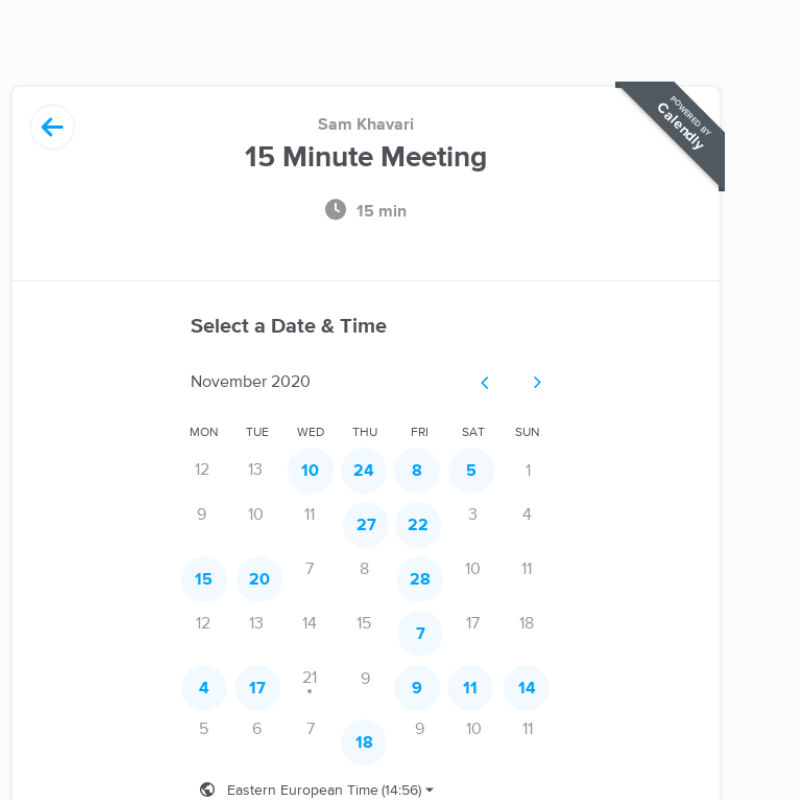 POWERED BY
Calendly
Sam Khavari
15 Minute Meeting
15 min
Select a Date & Time
November 2020
MON TUE WED THU FRI SAT SUN
12 13 10 24 8 5 1
9 10 11 27 22 3 4
15 20 7 8 28 10 11
12 13 14 15 7 17 18
4 17 21 9 9 11 14
5 6 7 18 9 10 11
Eastern European Time (14:56)